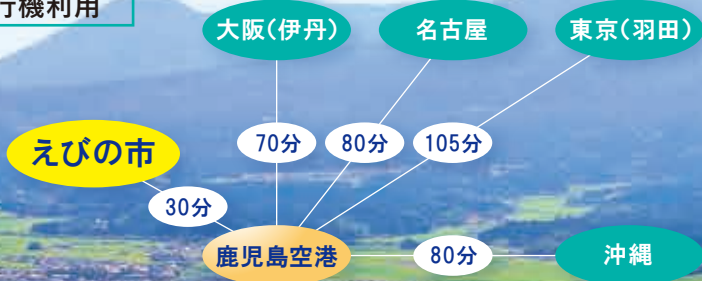 行機利用
大阪(伊丹)
名古屋
東京(羽田)
70分
80分
105分
えびの市
30分
鹿児島空港
80分
沖縄